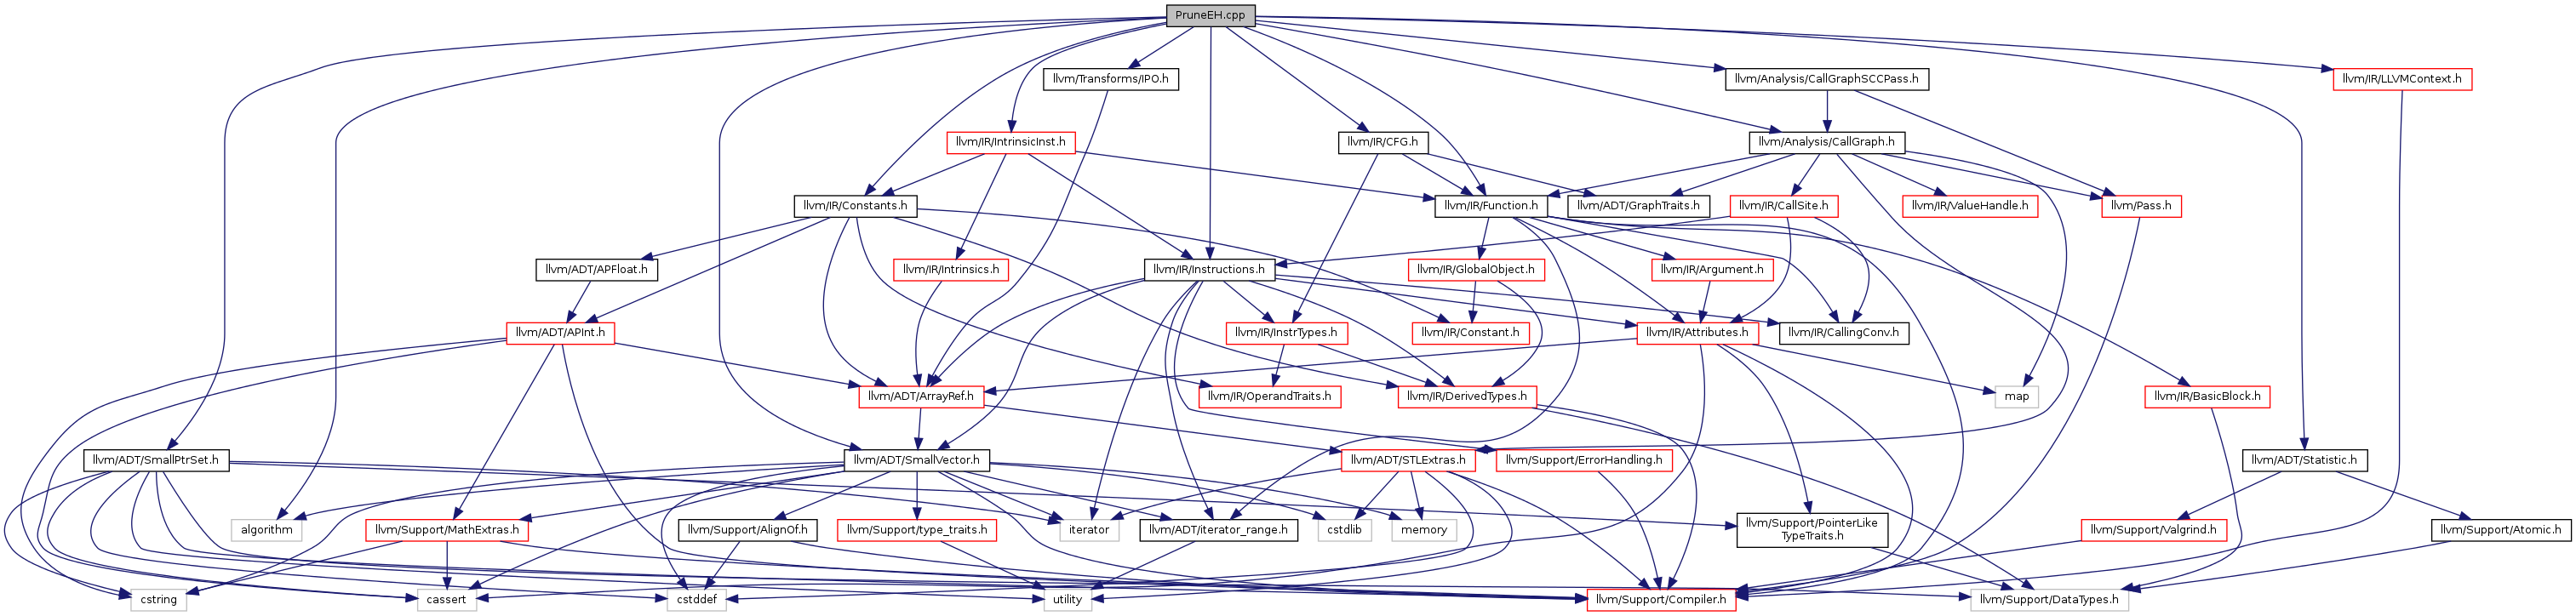 PruneEH.cpp
llvm/Transforms/IPO.h
llvm/Analysis/CallGraphSCCPass.h
llvm/IR/LLVMContext.h
llvm/IR/IntrinsicInst.h
llvm/IR/CFG.h
llvm/Analysis/CallGraph.h
llvm/IR/Constants.h
llvm/IR/Function.h
llvm/ADT/GraphTraits.h
llvm/IR/CallSite.h
llvm/IR/ValueHandle.h
llvm/Pass.h
llvm/ADT/APFloat.h
llvm/IR/Intrinsics.h
llvm/IR/Instructions.h
llvm/IR/GlobalObject.h
llvm/IR/Argument.h
llvm/ADT/APInt.h
llvm/IR/InstrTypes.h
llvm/IR/Constant.h
llvm/IR/Attributes.h
llvm/IR/CallingConv.h
llvm/ADT/ArrayRef.h
llvm/IR/OperandTraits.h
llvm/IR/DerivedTypes.h
map
llvm/IR/BasicBlock.h
llvm/ADT/SmallPtrSet.h
llvm/ADT/SmallVector.h
llvm/ADT/STLExtras.h
llvm/Support/ErrorHandling.h
llvm/ADT/Statistic.h
algorithm
llvm/Support/MathExtras.h
llvm/Support/AlignOf.h
llvm/Support/type_traits.h
iterator
llvm/ADT/iterator_range.h
cstdlib
memory
llvm/Support/PointerLike
TypeTraits.h
llvm/Support/Valgrind.h
llvm/Support/Atomic.h
cstring
cassert
cstddef
utility
llvm/Support/Compiler.h
llvm/Support/DataTypes.h